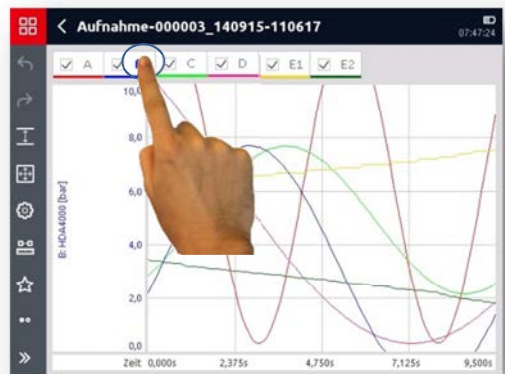 Aufnahme-000003_140915-110617
07:47:24
A
C
D
E1
E2
B: HDA4000 [bar]
10,0
8,0
6,0
4,0
2,0
0,0
Zeit 0,000s 2,375s 4,750s 7,125s 9,500s